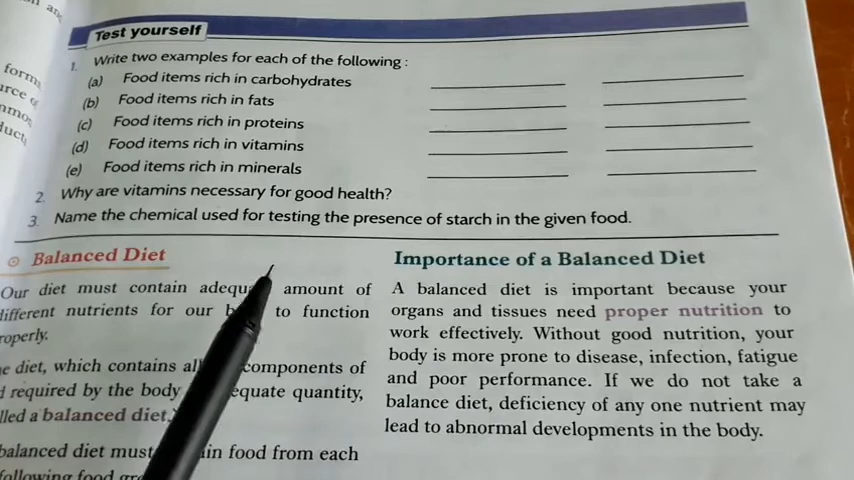 Test yourself
1. Write two examples for each of the following :
(a) Food items rich in carbohydrates
(b) Food items rich in fats
(c) Food items rich in proteins
(d) Food items rich in vitamins
(e) Food items rich in minerals
2. Why are vitamins necessary for good health?
3. Name the chemical used for testing the presence of starch in the given food.
Balanced Diet
Our diet must contain amount of
different nutrients for our to function
diet, which contains components of
required by the body quantity,
a balanced diet.
balanced diet must food from each
following food
Importance of a Balanced Diet
A balanced diet is important because your
organs and tissues need proper nutrition to
work effectively. Without good nutrition, your
body is more prone to disease, infection, fatigue
and poor performance. If we do not take a
balance diet, deficiency of any one nutrient may
lead to abnormal developments in the body.